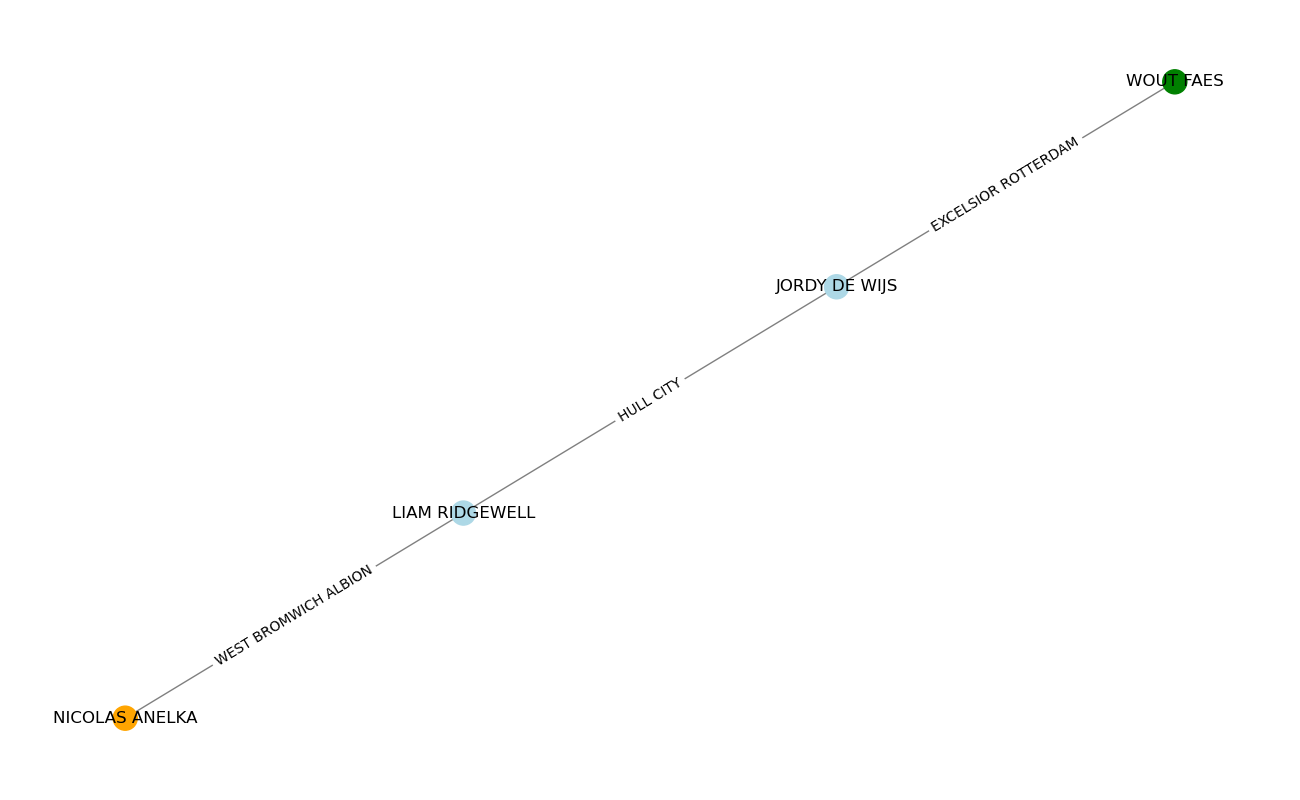 WOUT FAES
EXCELSIOR ROTTERDAM
JORDY DE WIJS
HULL CITY
LIAM RIDGEWELL
WEST BROMWICH ALBION
NICOLAS ANELKA